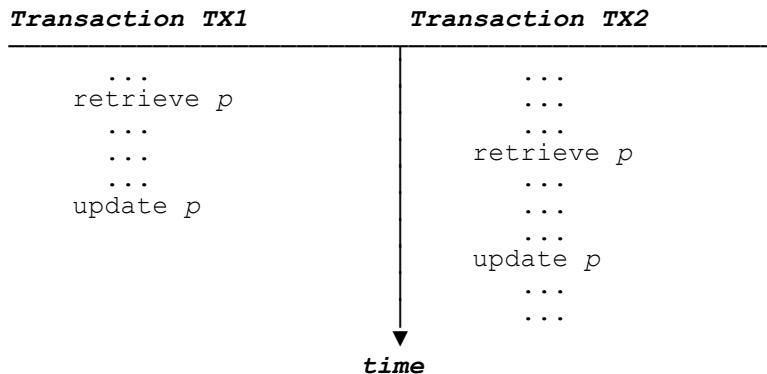 Transaction TX1 Transaction TX2
... ...
retrieve p ...
... ...
... retrieve p
... ...
update p ...
...
update p
...
...
time